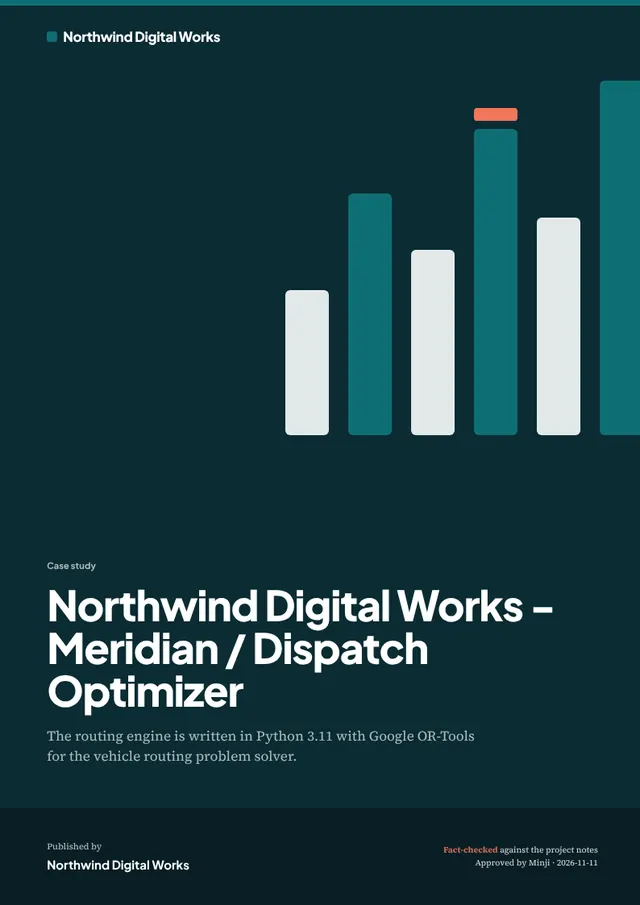 Northwind Digital Works
Case study
Northwind Digital Works –
Meridian / Dispatch
Optimizer
The routing engine is written in Python 3.11 with Google OR-Tools
for the vehicle routing problem solver.
Published by
Northwind Digital Works
Fact-checked against the project notes
Approved by Minji · 2026-11-11